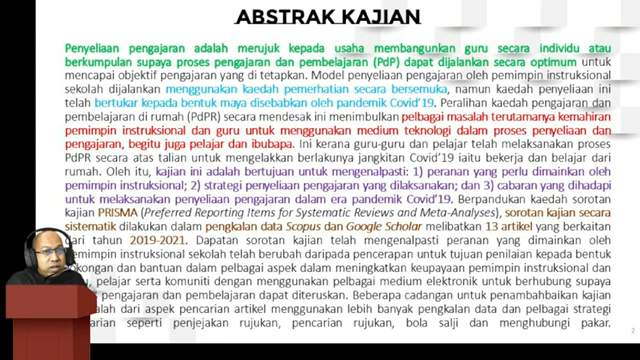 ABSTRAK KAJIAN
Penyeliaan pengajaran adalah merujuk kepada usaha membangunkan guru secara individu atau
berkumpulan supaya proses pengajaran dan pembelajaran (PdP) dapat dijalankan secara optimum untuk
mencapai objektif pengajaran yang di tetapkan. Model penyeliaan pengajaran oleh pemimpin instruksional
sekolah dijalankan menggunakan kaedah pemerhatian secara bersemuka, namun kaedah penyeliaan ini
telah bertukar kepada bentuk maya disebabkan oleh pandemik Covid'19. Peralihan kaedah pengajaran dan
pembelajaran di rumah (PdPR) secara mendesak ini menimbulkan pelbagai masalah terutamanya kemahiran
pemimpin instruksional dan guru untuk menggunakan medium teknologi dalam proses penyeliaan dan
pengajaran, begitu juga pelajar dan ibubapa. Ini kerana guru-guru dan pelajar telah melaksanakan proses
PdPR secara atas talian untuk mengelakkan berlakunya jangkitan Covid'19 iaitu bekerja dan belajar dari
rumah. Oleh itu, kajian ini adalah bertujuan untuk mengenalpasti: 1) peranan yang perlu dimainkan oleh
pemimpin instruksional; 2) strategi penyeliaan pengajaran yang dilaksanakan; dan 3) cabaran yang dihadapi
untuk melaksanakan penyeliaan pengajaran dalam era pandemik Covid'19. Berpandukan kaedah sorotan
kajian PRISMA (Preferred Reporting Items for Systematic Reviews and Meta-Analyses), sorotan kajian secara
sistematik dilakukan dalam pengkalan data Scopus dan Google Scholar melibatkan 13 artikel yang berkaitan
dari tahun 2019-2021. Dapatan sorotan kajian telah mengenalpasti peranan yang dimainkan oleh
pemimpin instruksional sekolah telah berubah daripada pencerapan untuk tujuan penilaian kepada bentuk
sokongan dan bantuan dalam pelbagai aspek dalam meningkatkan keupayaan pemimpin instruksional dan
pelajar serta komuniti dengan menggunakan pelbagai medium elektronik untuk berhubung supaya
pengajaran dan pembelajaran dapat diteruskan. Beberapa cadangan untuk penambahbaikan kajian
dari aspek pencarian artikel menggunakan lebih banyak pengkalan data dan pelbagai strategi
seperti penjejakan rujukan, pencarian rujukan, bola salji dan menghubungi pakar.
2